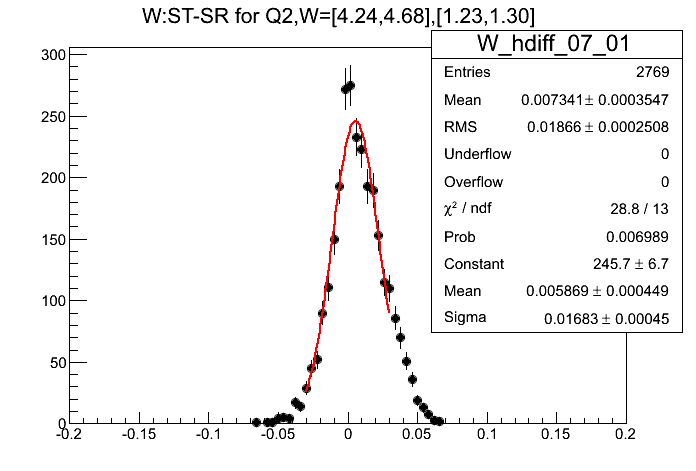 W:ST-SR for Q2,W=[4.24,4.68],[1.23,1.30]
W_hdiff_07_01
Entries 2769
Mean 0.007341± 0.0003547
RMS 0.01866 ± 0.0002508
Underflow 0
Overflow 0
χ² / ndf 28.8 / 13
Prob 0.006989
Constant 245.7 ± 6.7
Mean 0.005869 ± 0.000449
Sigma 0.01683 ± 0.00045
300
250
200
150
100
50
0
-0.2 -0.15 -0.1 -0.05 0 0.05 0.1 0.15 0.2